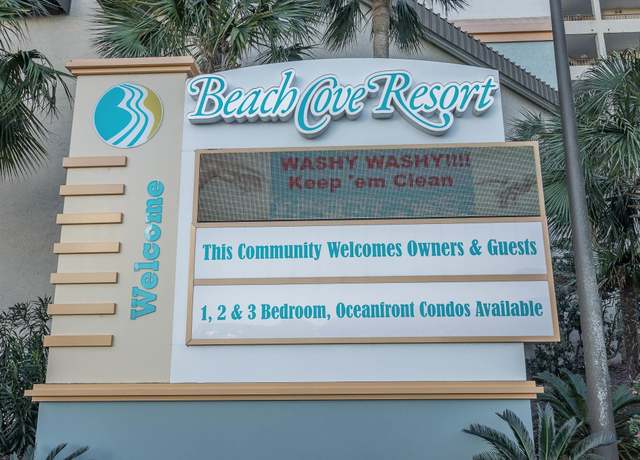 Beach Cove Resort
Welcome
WASHY WASHY!!!!
Keep 'em Clean
This Community Welcomes Owners & Guests
1, 2 & 3 Bedroom, Oceanfront Condos Available